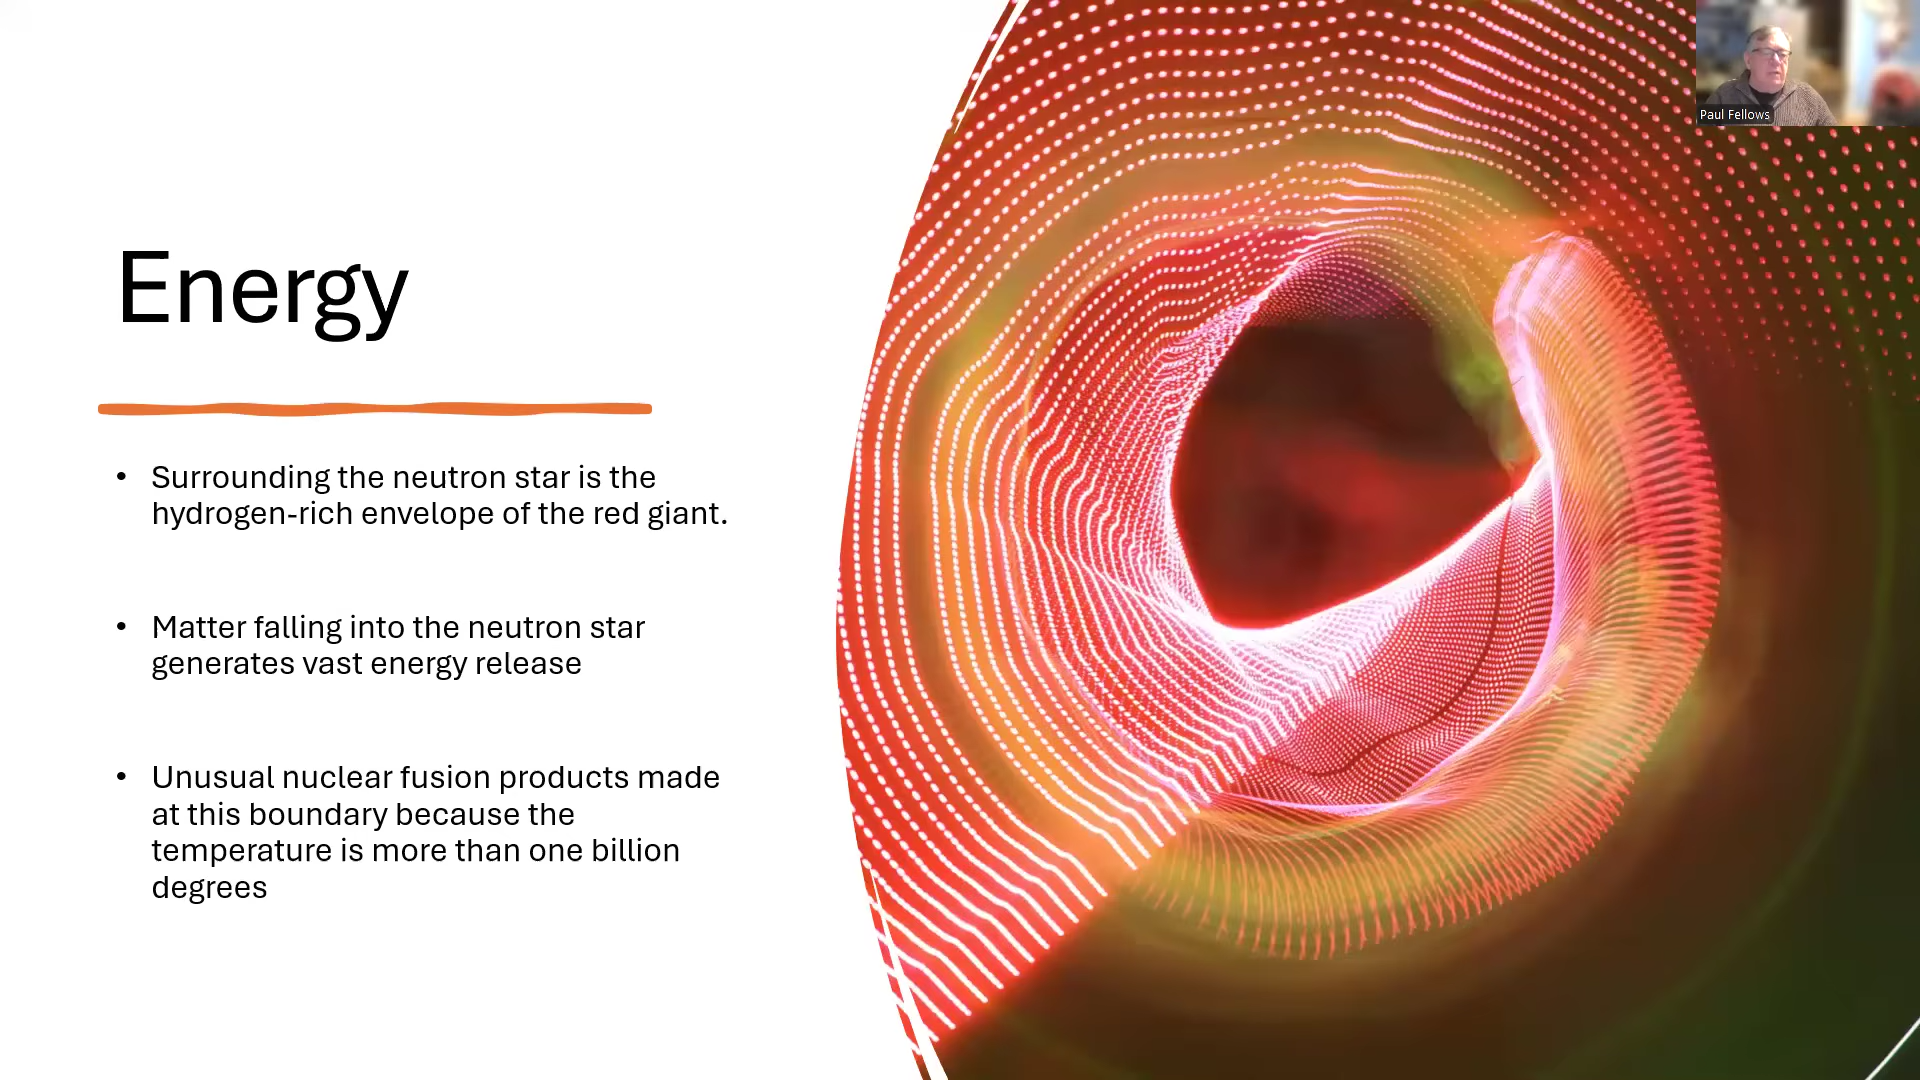 Paul Fellows
Energy
• Surrounding the neutron star is the
hydrogen-rich envelope of the red giant.
• Matter falling into the neutron star
generates vast energy release
• Unusual nuclear fusion products made
at this boundary because the
temperature is more than one billion
degrees